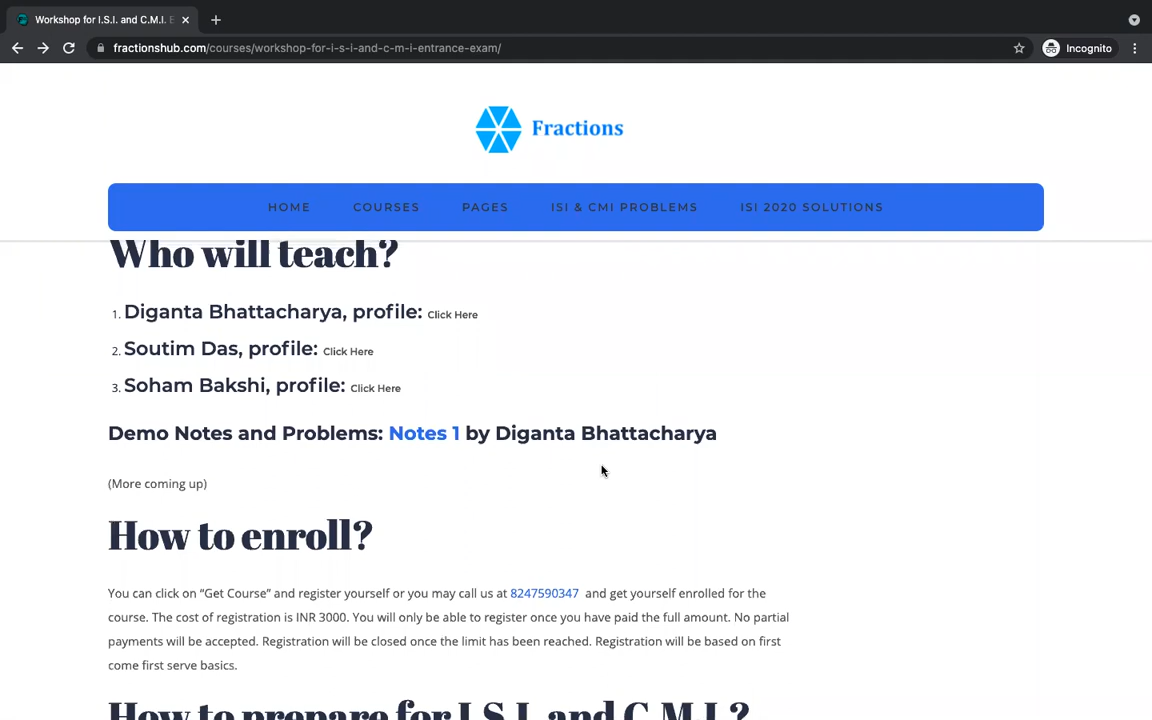 Workshop for I.S.I. and C.M.I. E
fractionshub.com/courses/workshop-for-i-s-i-and-c-m-i-entrance-exam/
Incognito
Fractions
HOME COURSES PAGES ISI & CMI PROBLEMS ISI 2020 SOLUTIONS
Who will teach?
1. Diganta Bhattacharya, profile: Click Here
2. Soutim Das, profile: Click Here
3. Soham Bakshi, profile: Click Here
Demo Notes and Problems: Notes 1 by Diganta Bhattacharya
(More coming up)
How to enroll?
You can click on “Get Course” and register yourself or you may call us at 8247590347 and get yourself enrolled for the
course. The cost of registration is INR 3000. You will only be able to register once you have paid the full amount. No partial
payments will be accepted. Registration will be closed once the limit has been reached. Registration will be based on first
come first serve basics.
How to prepare for I.S.I. and C.M.I.?